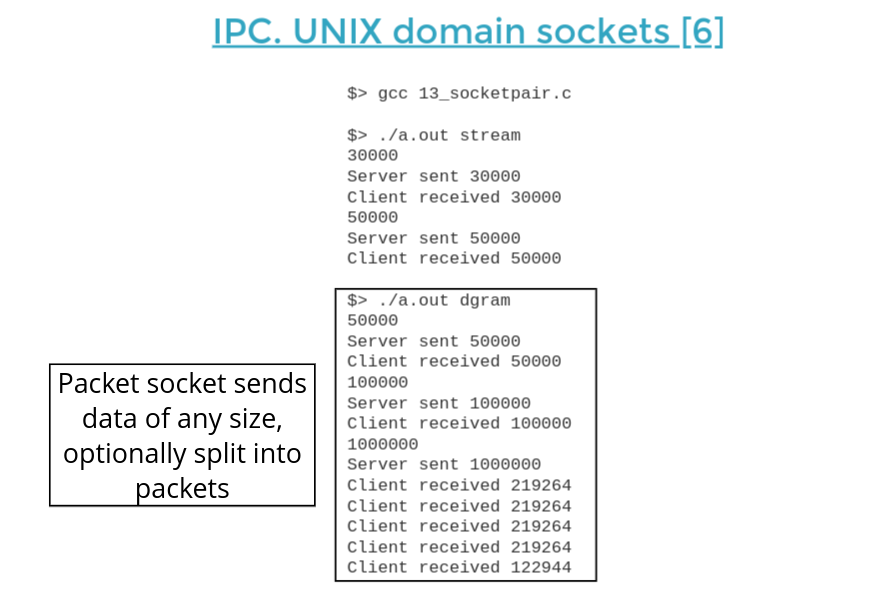 IPC. UNIX domain sockets [6]
$> gcc 13_socketpair.c
$> ./a.out stream
30000
Server sent 30000
Client received 30000
50000
Server sent 50000
Client received 50000
$> ./a.out dgram
50000
Server sent 50000
Client received 50000
100000
Server sent 100000
Client received 100000
1000000
Server sent 1000000
Client received 219264
Client received 219264
Client received 219264
Client received 219264
Client received 122944
Packet socket sends
data of any size,
optionally split into
packets